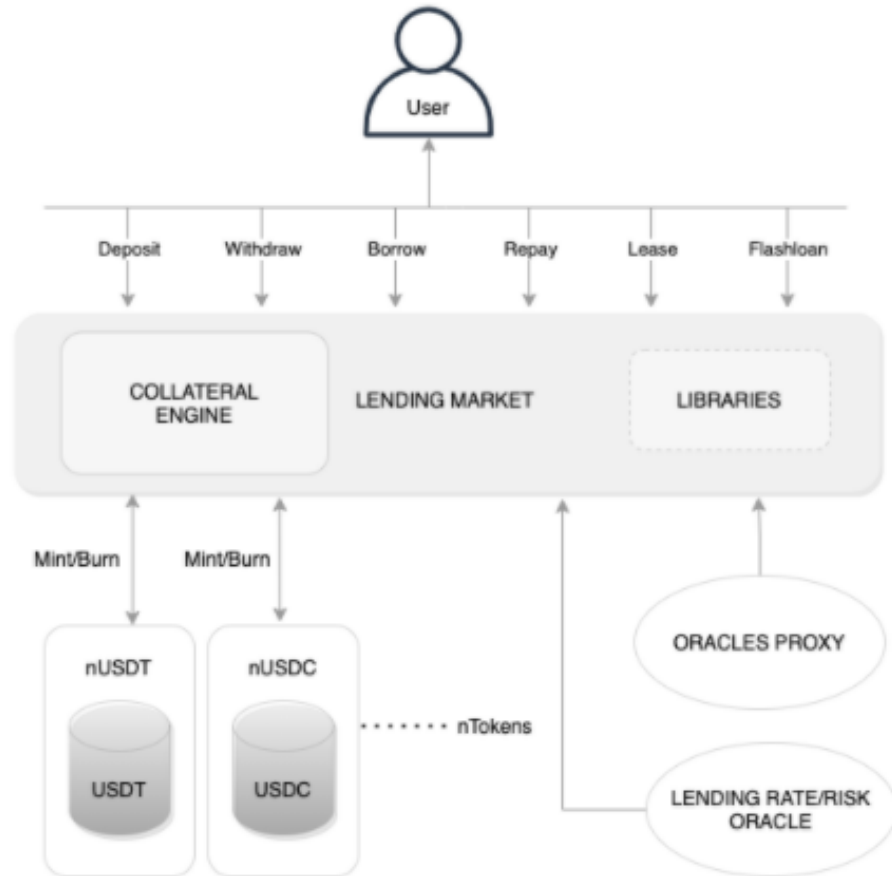 User
Deposit Withdraw Borrow Repay Lease Flashloan
COLLATERAL
ENGINE
LENDING MARKET
LIBRARIES
Mint/Burn Mint/Burn
nUSDT nUSDC
USDT USDC
nTokens
ORACLES PROXY
LENDING RATE/RISK
ORACLE